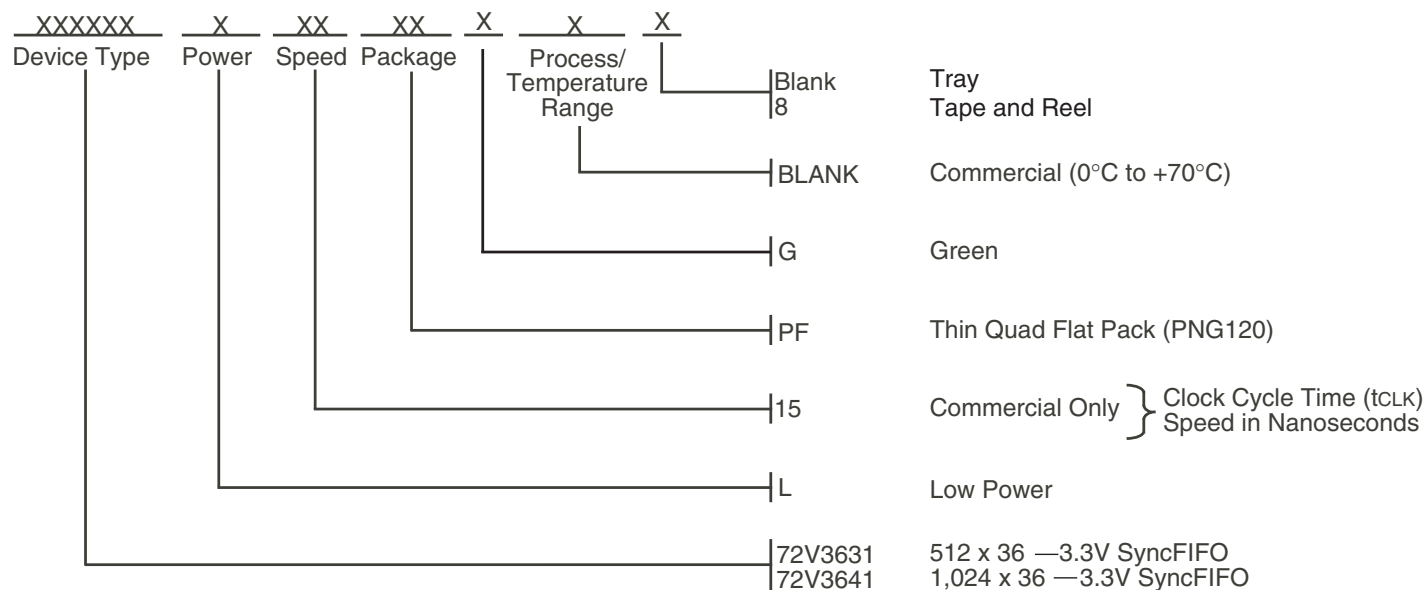 XXXXXX X XX XX X X X
Device Type Power Speed Package Process/
Temperature
Range
Blank Tray
8 Tape and Reel
BLANK Commercial (0°C to +70°C)
G Green
PF Thin Quad Flat Pack (PNG120)
15 Commercial Only } Clock Cycle Time (tCLK)
Speed in Nanoseconds
L Low Power
72V3631 512 x 36 —3.3V SyncFIFO
72V3641 1,024 x 36 —3.3V SyncFIFO